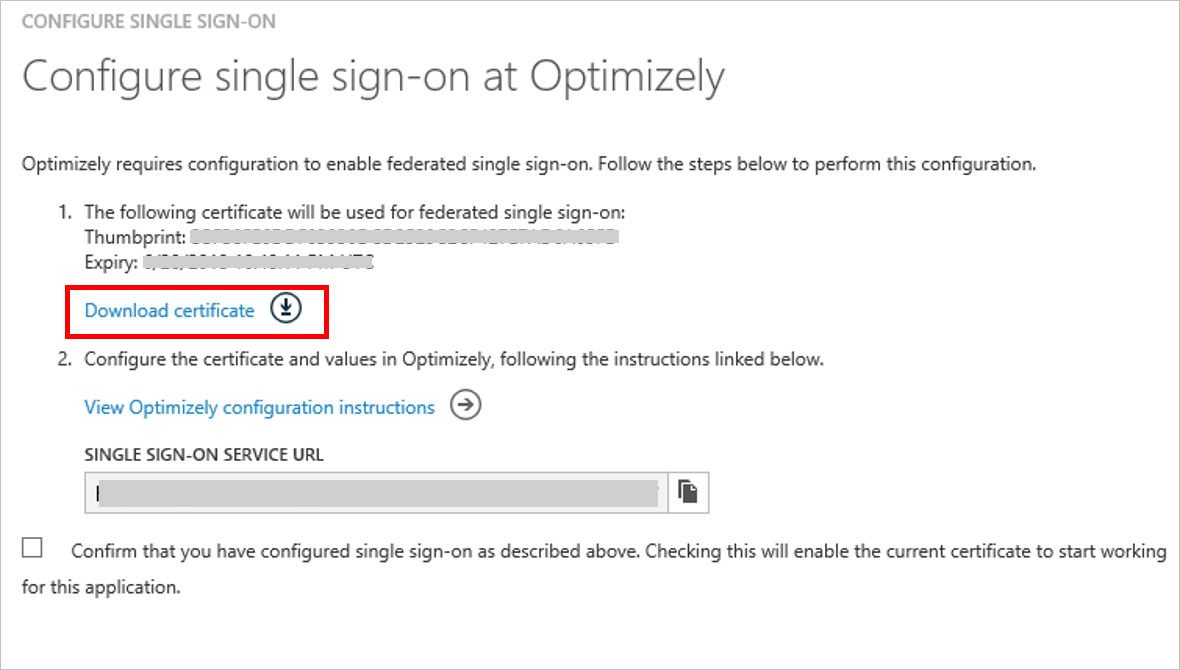 CONFIGURE SINGLE SIGN-ON
Configure single sign-on at Optimizely
Optimizely requires configuration to enable federated single sign-on. Follow the steps below to perform this configuration.
1. The following certificate will be used for federated single sign-on:
Thumbprint:
Expiry:
Download certificate
2. Configure the certificate and values in Optimizely, following the instructions linked below.
View Optimizely configuration instructions
SINGLE SIGN-ON SERVICE URL
Confirm that you have configured single sign-on as described above. Checking this will enable the current certificate to start working
for this application.